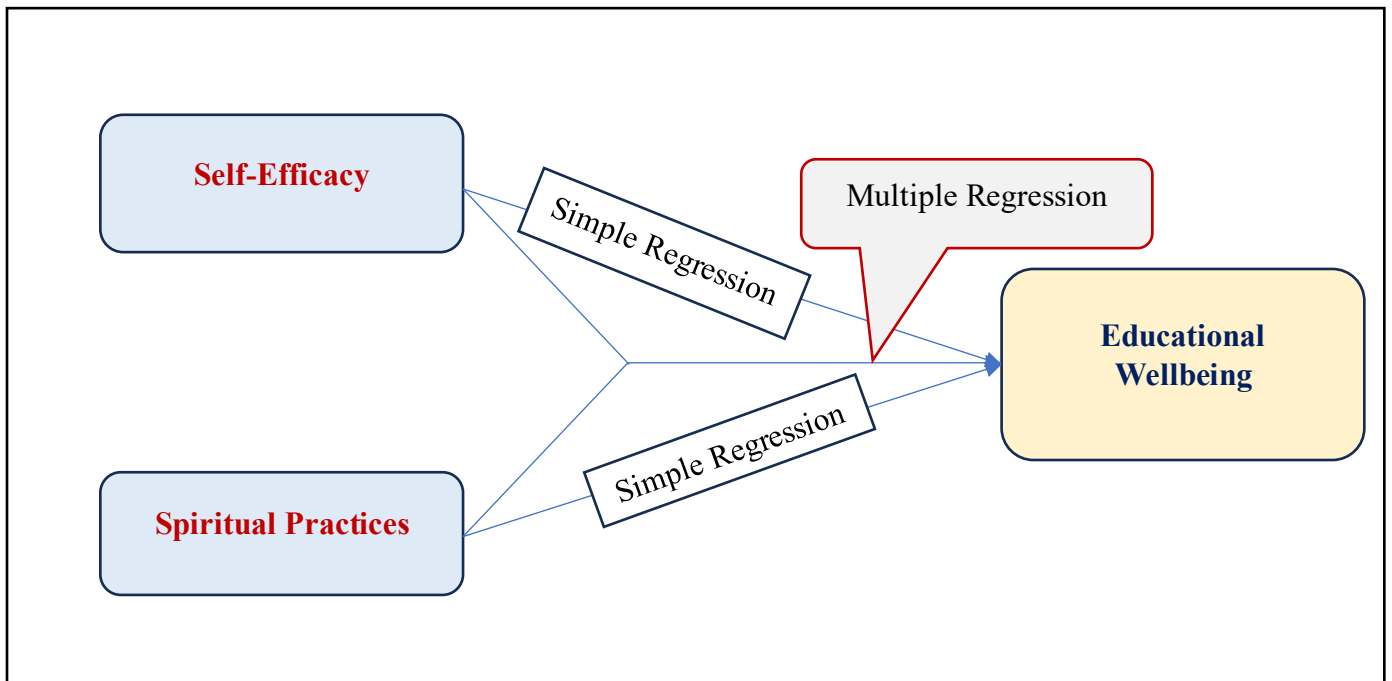 Self-Efficacy
Simple Regression
Multiple Regression
Educational
Wellbeing
Simple Regression
Spiritual Practices